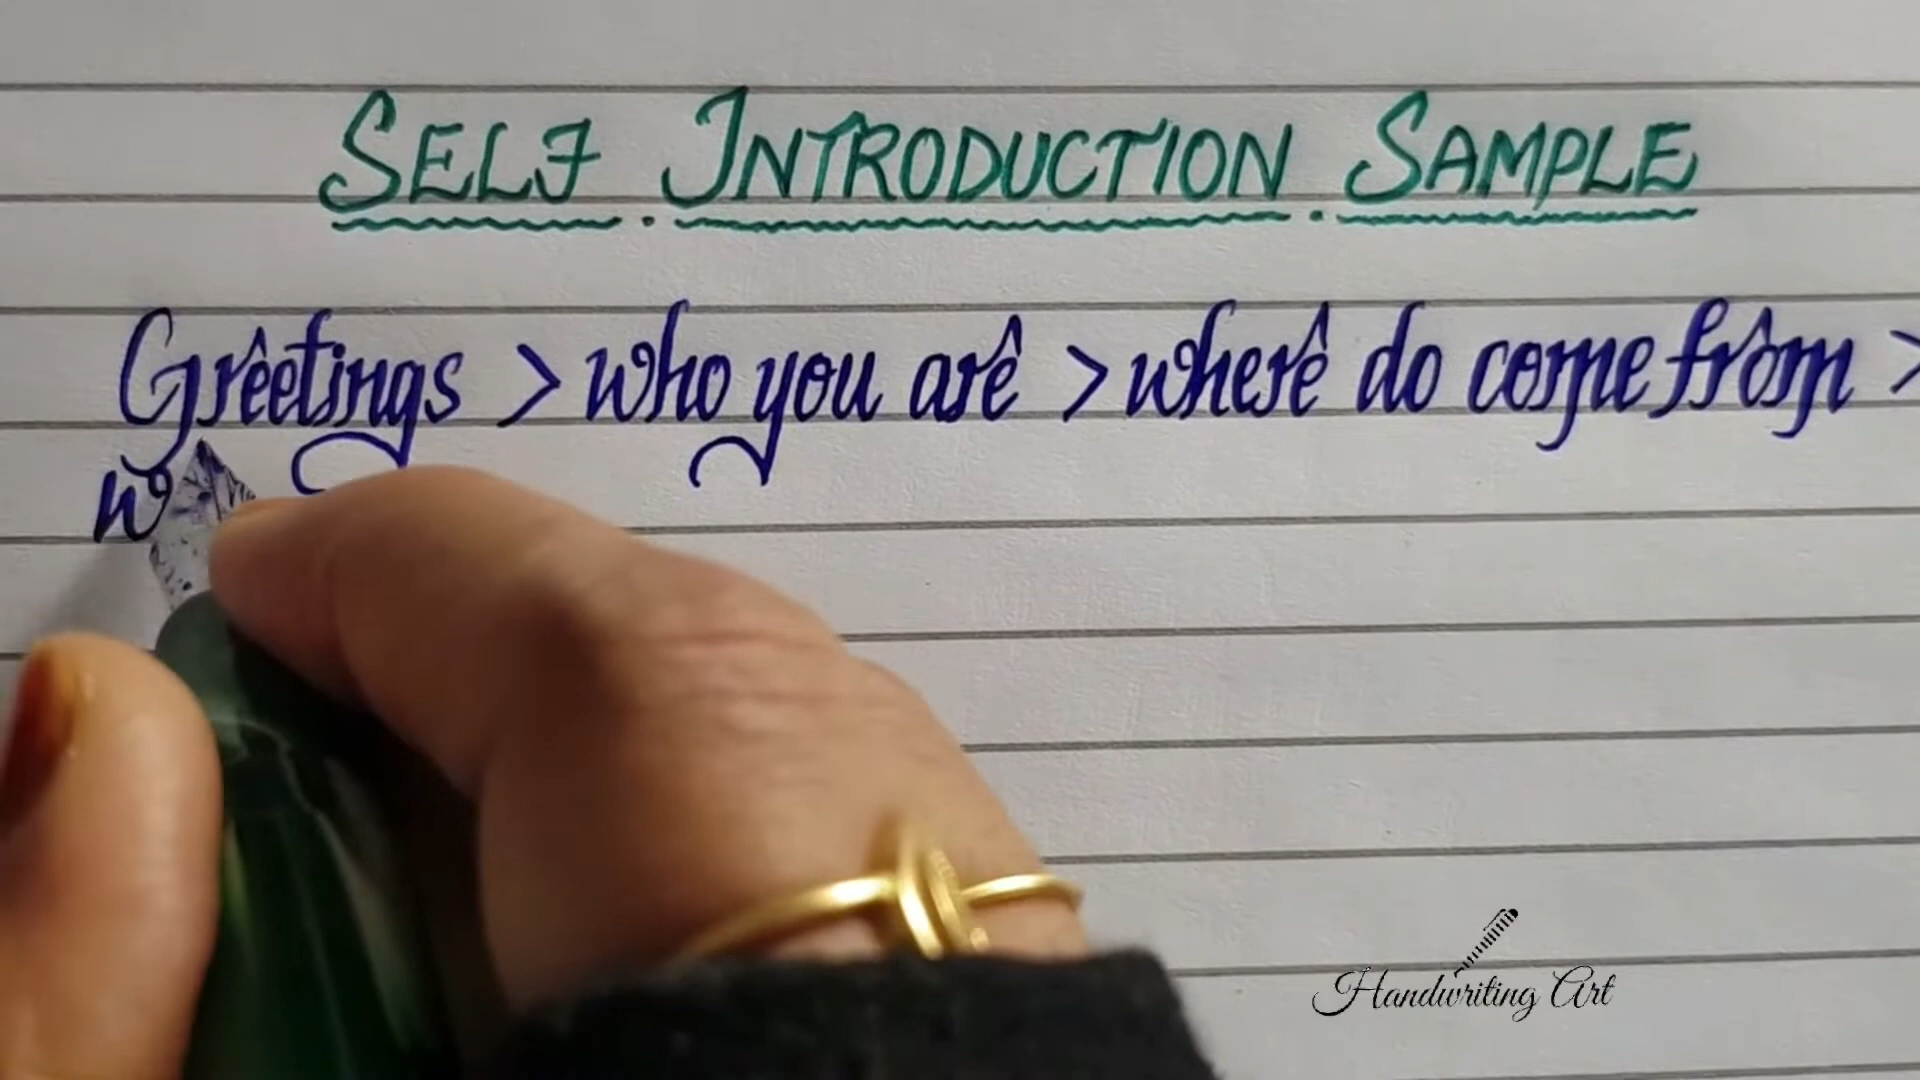 SELF INTRODUCTION SAMPLE
Greetings > who you are > where do come from >
w
Handwriting Art